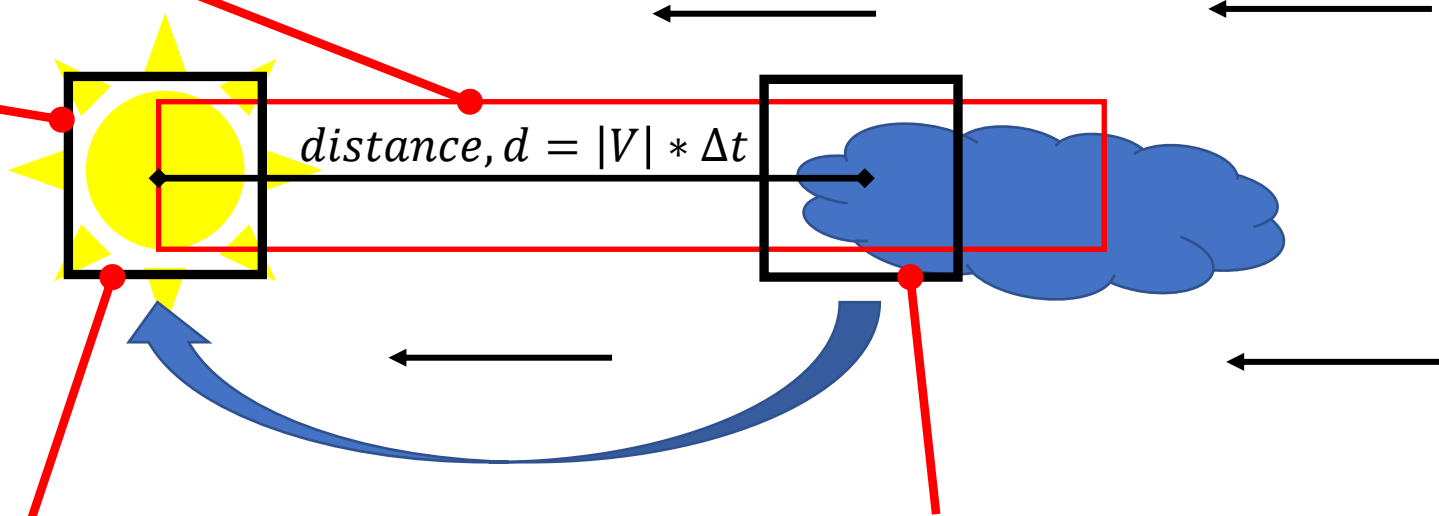 distance, d = |V| ∗ Δt